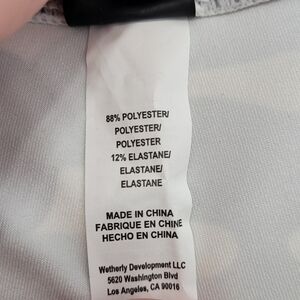 88% POLYESTER/
POLYESTER/
POLYESTER
12% ELASTANE/
ELASTANE/
ELASTANE
MADE IN CHINA
FABRIQUE EN CHINE
HECHO EN CHINA
Wetherly Development LLC
5620 Washington Blvd
Los Angeles, CA 90016